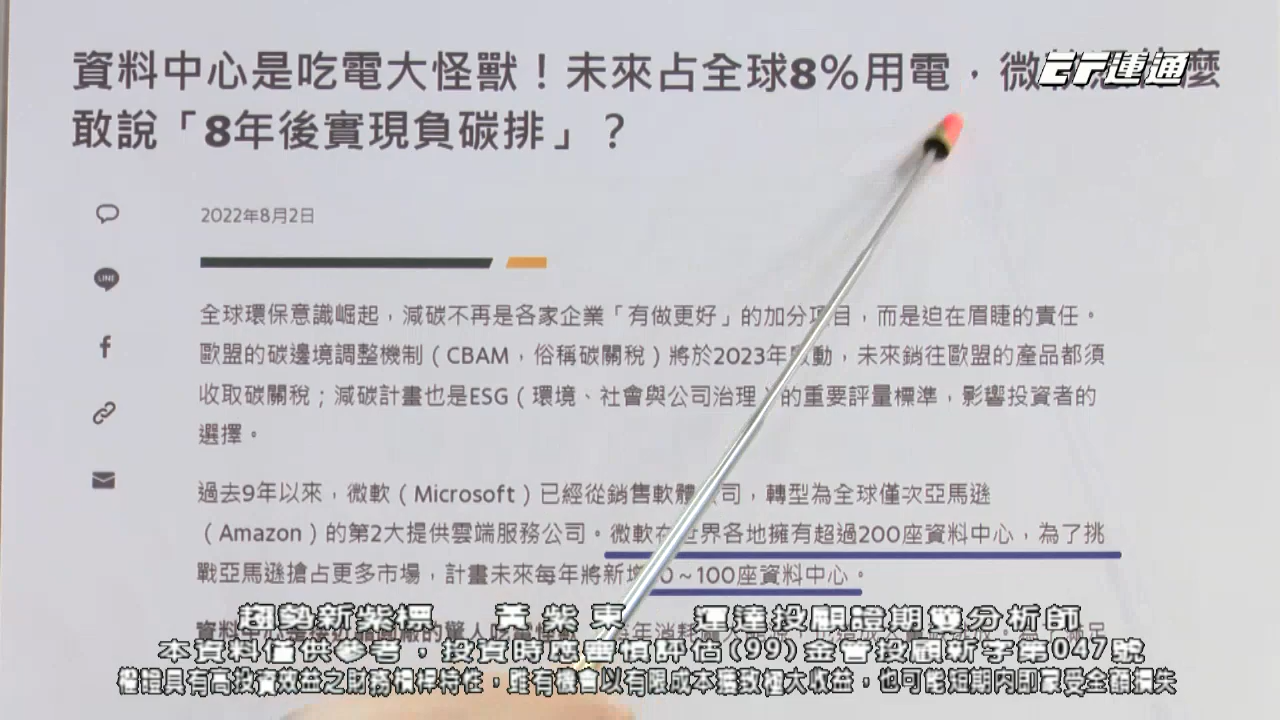 資料中心是吃電大怪獸！未來占全球8%用電，微
運通
敢說「8年後實現負碳排」？
2022年8月2日
LINE
全球環保意識崛起，減碳不再是各家企業「有做更好」的加分項目，而是迫在眉睫的責任。
歐盟的碳邊境調整機制（CBAM，俗稱碳關稅）將於2023年啟動，未來銷往歐盟的產品都須
收取碳關稅；減碳計畫也是ESG（環境、社會與公司治理）的重要評量標準，影響投資者的
選擇。
過去9年以來，微軟（Microsoft）已經從銷售軟體公司，轉型為全球僅次亞馬遜
（Amazon）的第2大提供雲端服務公司。微軟在世界各地擁有超過200座資料中心，為了挑
戰亞馬遜搶占更多市場，計畫未來每年將新增 0～100座資料中心。
趨勢新紫標 黃紫東 運達投顧證期雙分析師
本資料僅供參考，投資時應審慎評估(99)金管投顧新字第047號
權證具有高投資效益之財務槓桿特性，雖有機會以有限成本獲致極大收益，也可能短期內即蒙受全額損失